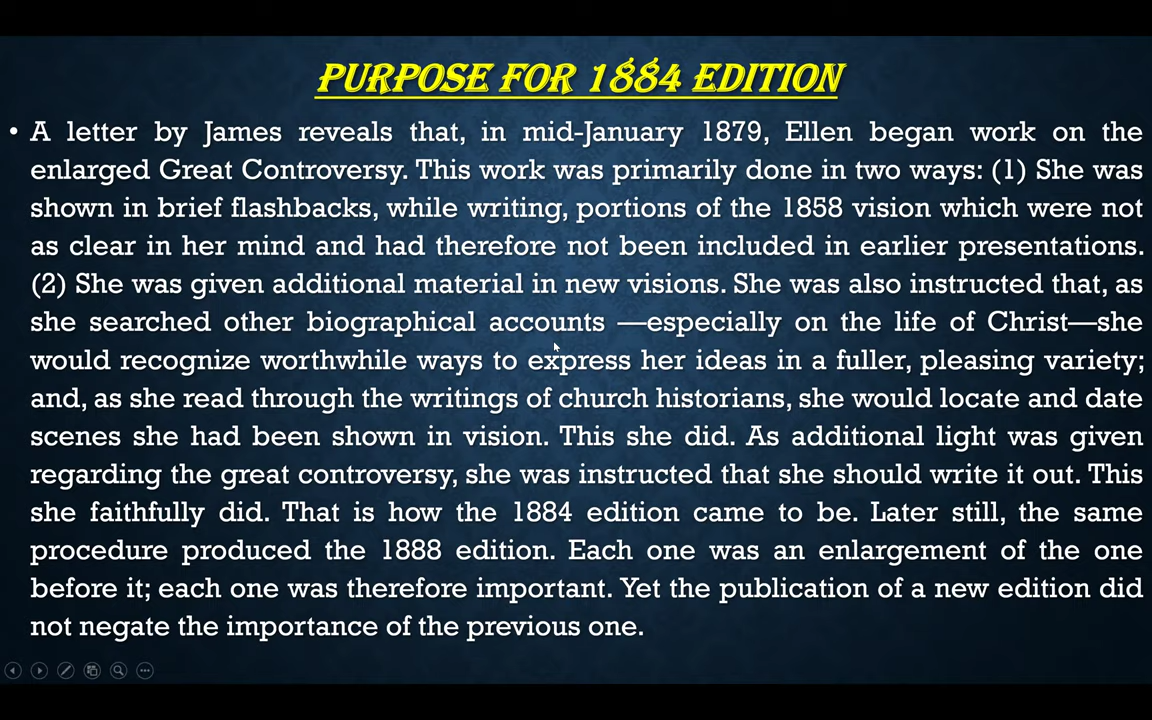 PURPOSE FOR 1884 EDITION
• A letter by James reveals that, in mid-January 1879, Ellen began work on the
enlarged Great Controversy. This work was primarily done in two ways: (1) She was
shown in brief flashbacks, while writing, portions of the 1858 vision which were not
as clear in her mind and had therefore not been included in earlier presentations.
(2) She was given additional material in new visions. She was also instructed that, as
she searched other biographical accounts —especially on the life of Christ—she
would recognize worthwhile ways to express her ideas in a fuller, pleasing variety;
and, as she read through the writings of church historians, she would locate and date
scenes she had been shown in vision. This she did. As additional light was given
regarding the great controversy, she was instructed that she should write it out. This
she faithfully did. That is how the 1884 edition came to be. Later still, the same
procedure produced the 1888 edition. Each one was an enlargement of the one
before it; each one was therefore important. Yet the publication of a new edition did
not negate the importance of the previous one.